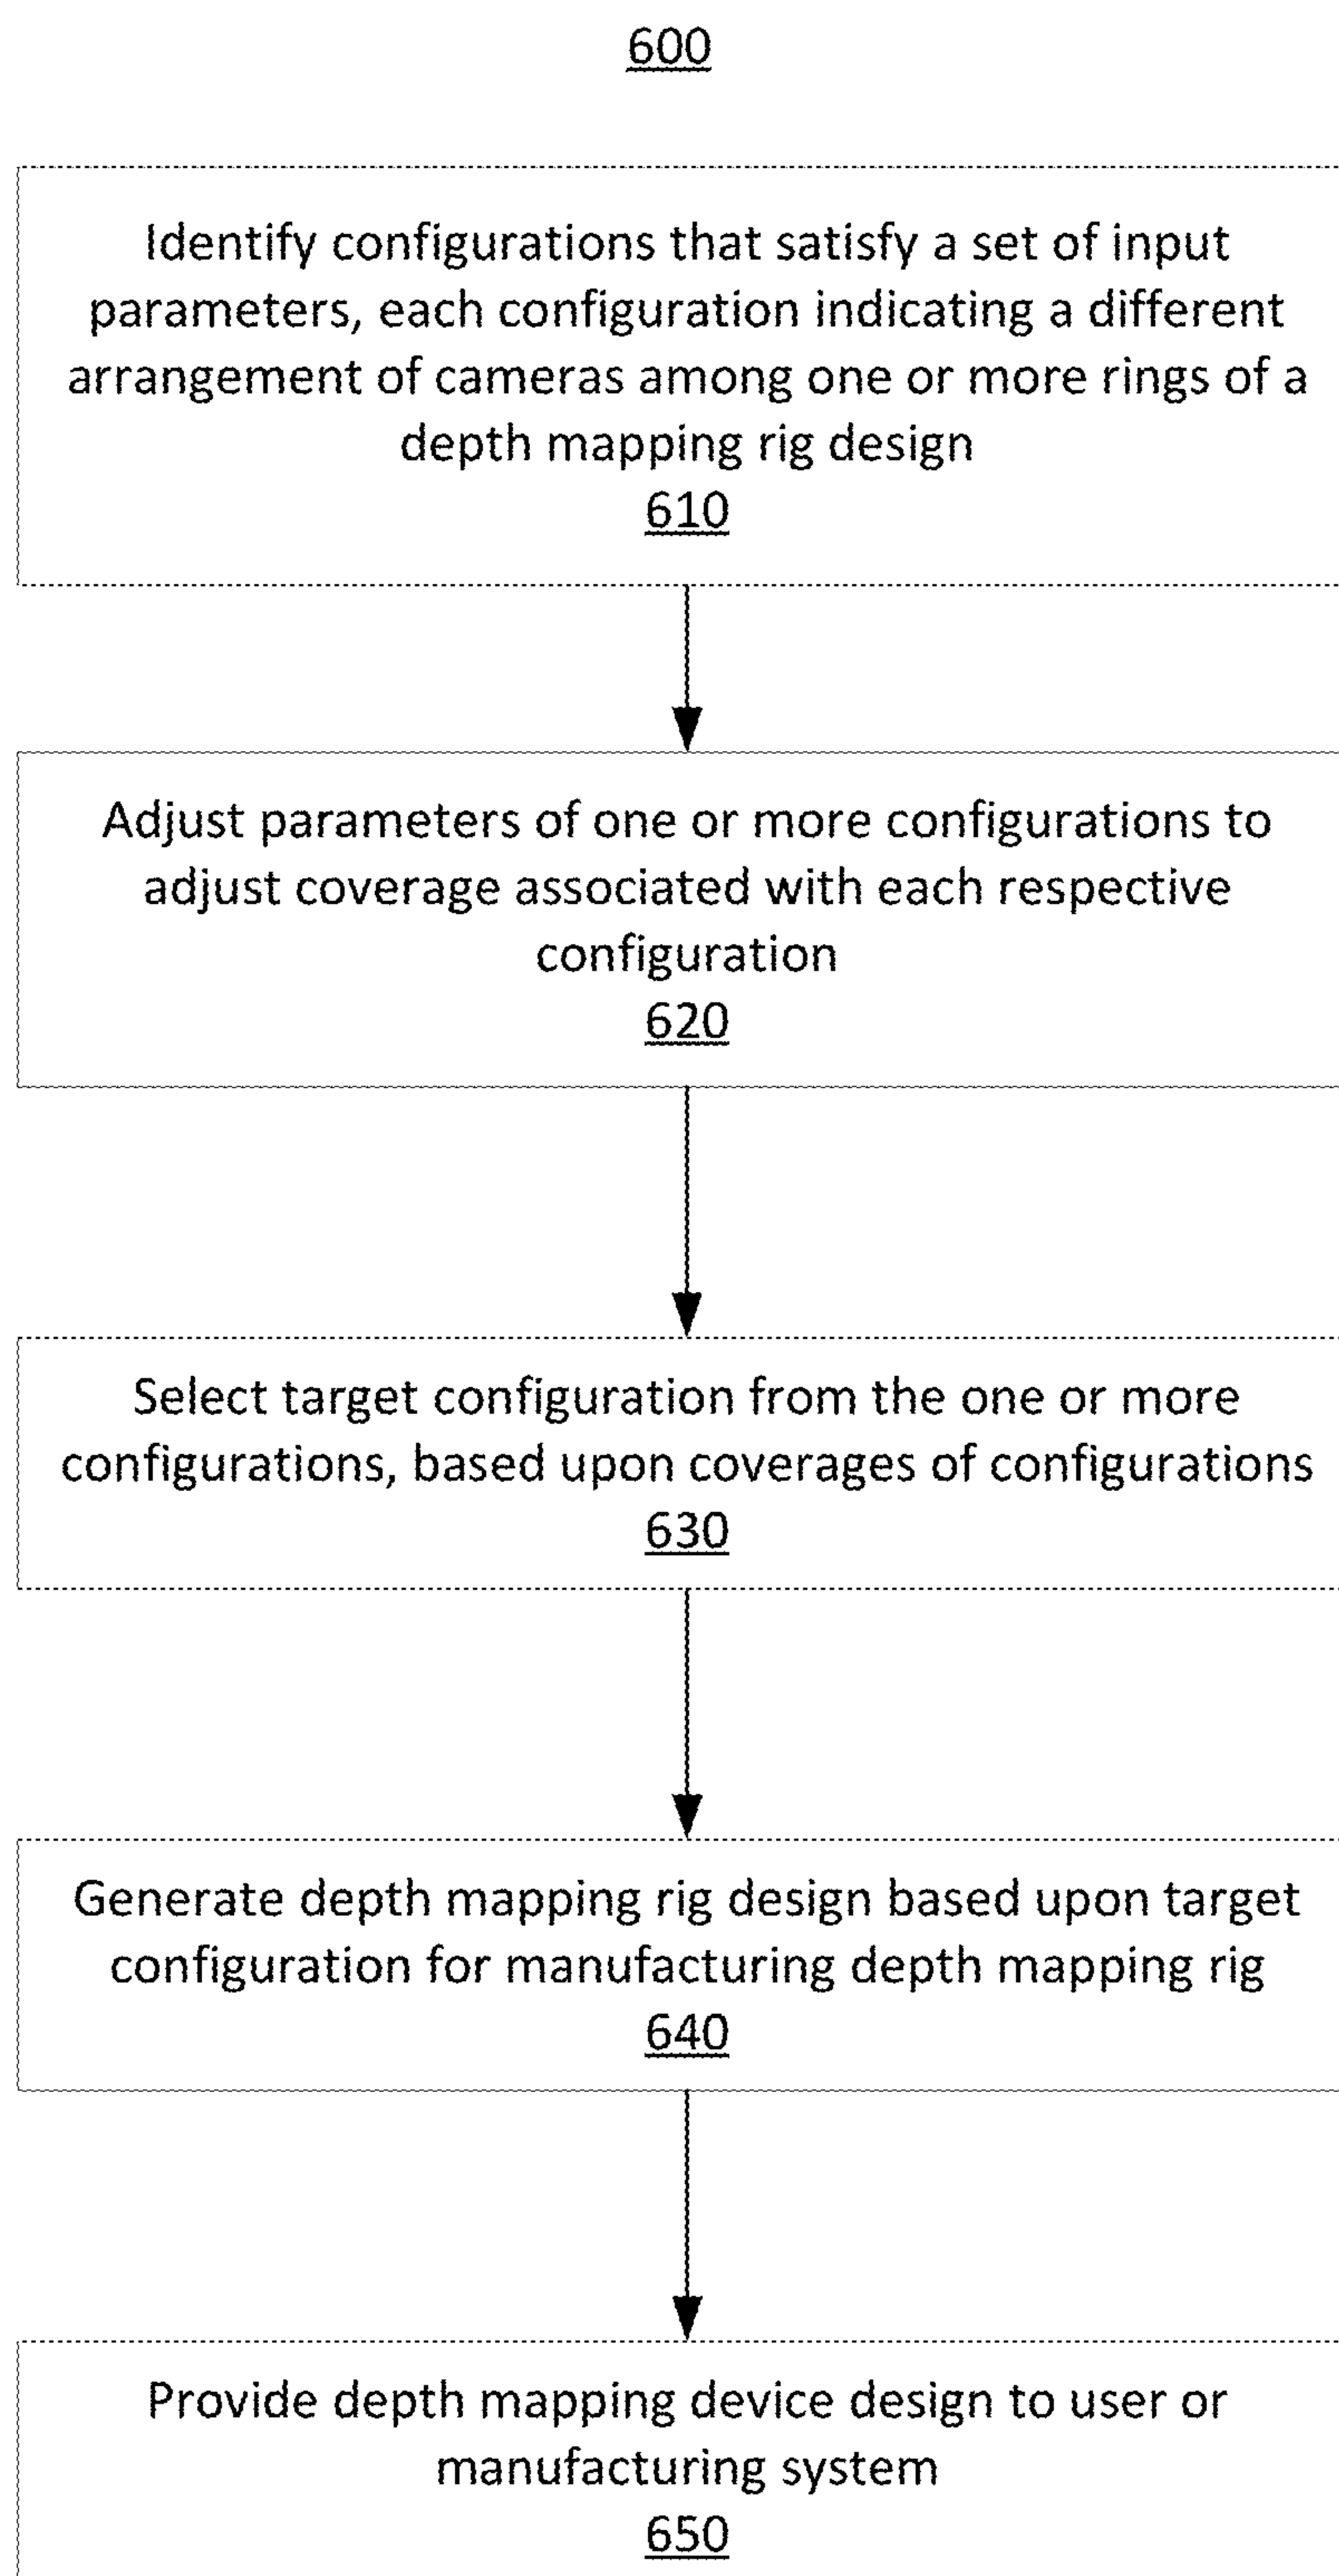 600
Identify configurations that satisfy a set of input
parameters, each configuration indicating a different
arrangement of cameras among one or more rings of a
depth mapping rig design
610
Adjust parameters of one or more configurations to
adjust coverage associated with each respective
configuration
620
Select target configuration from the one or more
configurations, based upon coverages of configurations
630
Generate depth mapping rig design based upon target
configuration for manufacturing depth mapping rig
640
Provide depth mapping device design to user or
manufacturing system
650